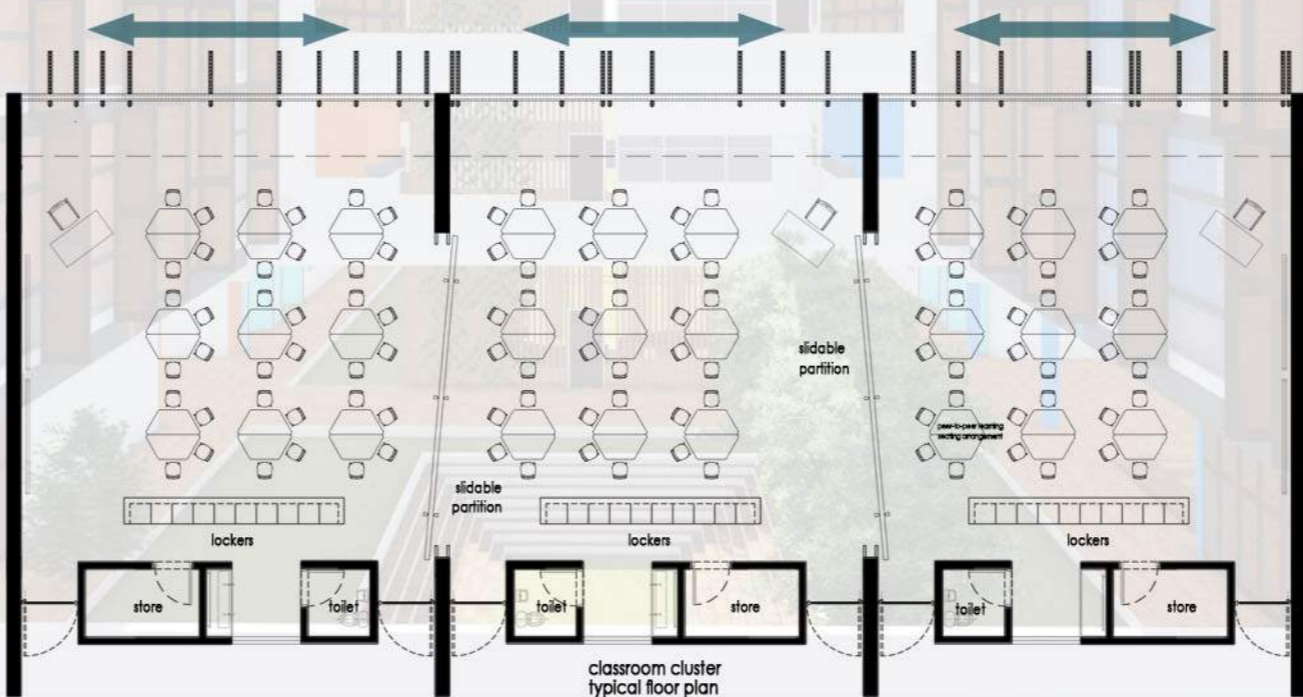 slidable
partition
peer-to-peer learning
seating arrangement
slidable
partition
lockers
lockers
lockers
store
toilet
toilet
store
toilet
store
classroom cluster
typical floor plan